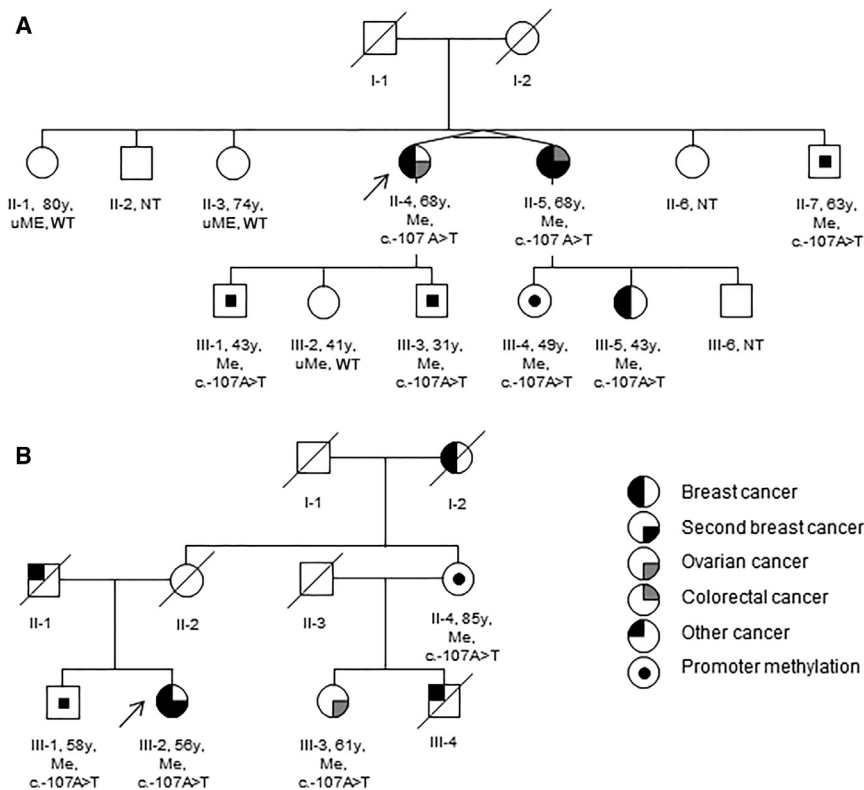 A
I-1
I-2
II-1, 80y,
uME, WT
II-2, NT
II-3, 74y,
uME, WT
II-4, 68y,
Me,
c.-107 A>T
II-5, 68y,
Me,
c.-107 A>T
II-6, NT
II-7, 63y,
Me,
c.-107A>T
III-1, 43y,
Me,
c.-107A>T
III-2, 41y,
uMe, WT
III-3, 31y,
Me,
c.-107A>T
III-4, 49y,
Me,
c.-107A>T
III-5, 43y,
Me,
c.-107A>T
III-6, NT
B
I-1
I-2
II-1
II-2
II-3
II-4, 85y,
Me,
c.-107A>T
III-1, 58y,
Me,
c.-107A>T
III-2, 56y,
Me,
c.-107A>T
III-3, 61y,
Me,
c.-107A>T
III-4
Breast cancer
Second breast cancer
Ovarian cancer
Colorectal cancer
Other cancer
Promoter methylation